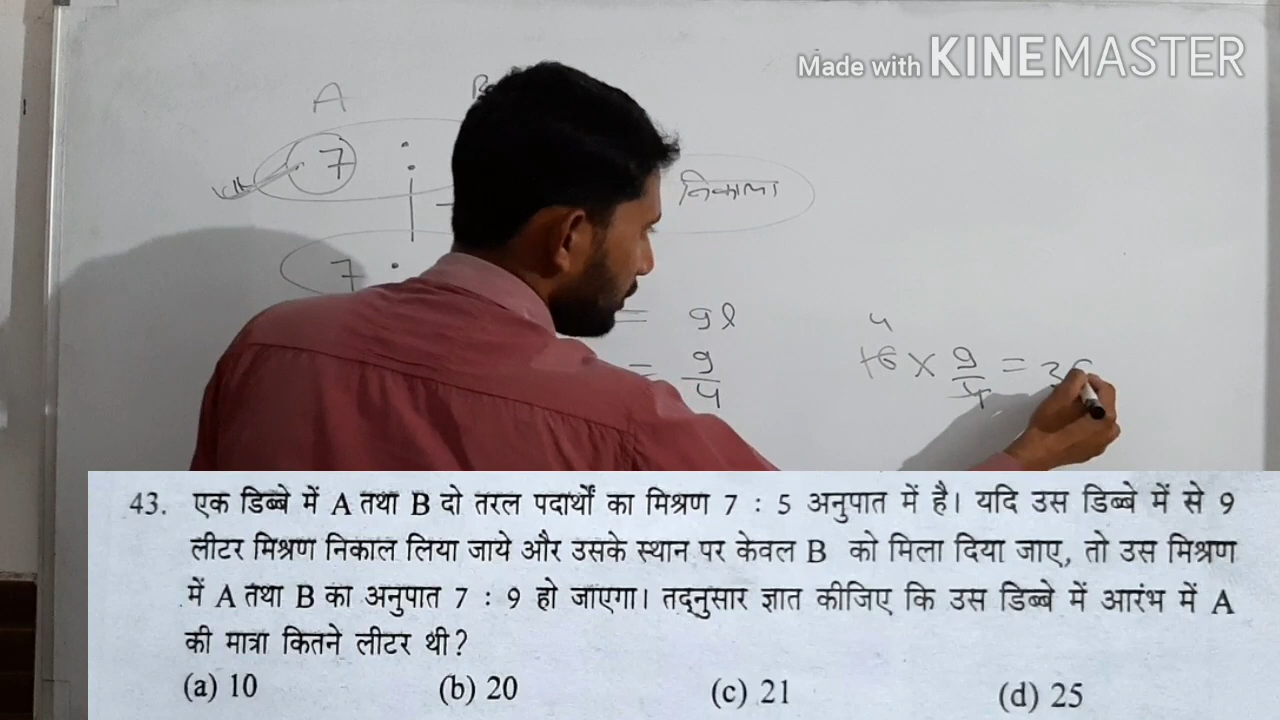 Made with KINEMASTER
A
7 :
निकाला
7 :
= 9l
= 9/4
4
16 × 9/4 = 36
43. एक डिब्बे में A तथा B दो तरल पदार्थों का मिश्रण 7 : 5 अनुपात में है। यदि उस डिब्बे में से 9
लीटर मिश्रण निकाल लिया जाये और उसके स्थान पर केवल B को मिला दिया जाए, तो उस मिश्रण
में A तथा B का अनुपात 7 : 9 हो जाएगा। तद्नुसार ज्ञात कीजिए कि उस डिब्बे में आरंभ में A
की मात्रा कितने लीटर थी?
(a) 10 (b) 20 (c) 21 (d) 25